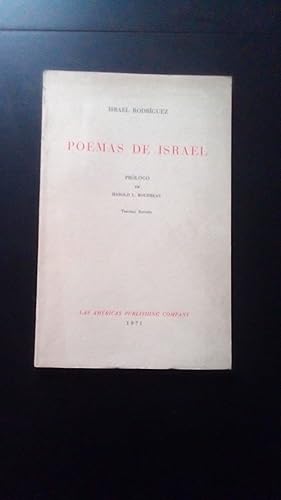 ISRAEL RODRÍGUEZ
POEMAS DE ISRAEL
PRÓLOGO
DE
HAROLD L. BOUDREAU
Tercera Edición
LAS AMERICAS PUBLISHING COMPANY
1971